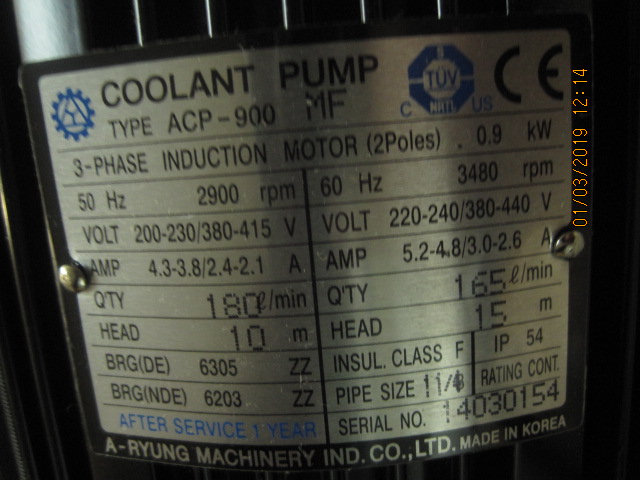 COOLANT PUMP
TYPE ACP-900 MF
C TÜV NRTL US CE
3-PHASE INDUCTION MOTOR (2Poles). 0.9 kW
50 Hz 2900 rpm 60 Hz 3480 rpm
VOLT 200-230/380-415 V VOLT 220-240/380-440 V
AMP 4.3-3.8/2.4-2.1 A AMP 5.2-4.8/3.0-2.6 A
Q'TY 180ℓ/min Q'TY 165ℓ/min
HEAD 10 m HEAD 15 m
BRG(DE) 6305 ZZ INSUL. CLASS F IP 54
BRG(NDE) 6203 ZZ PIPE SIZE RATING CONT.
AFTER SERVICE 1 YEAR SERIAL NO. 14030154
A-RYUNG MACHINERY IND. CO., LTD. MADE IN KOREA
01/03/2019 12:14